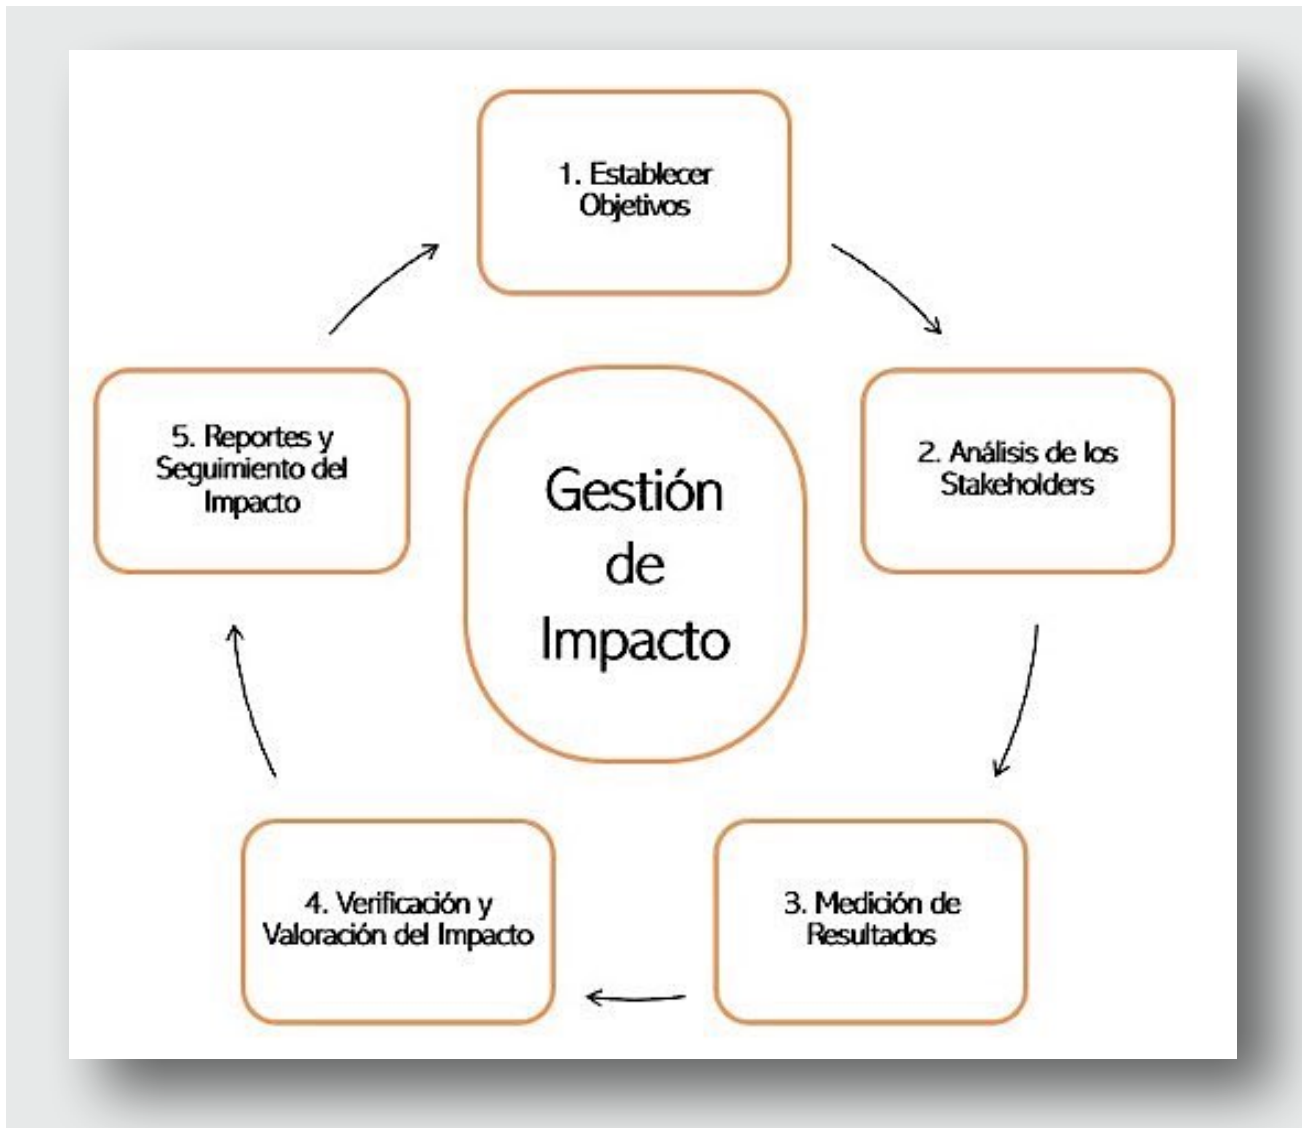 1. Establecer
Objetivos
2. Análisis de los
Stakeholders
3. Medición de
Resultados
4. Verificación y
Valoración del Impacto
5. Reportes y
Seguimiento del
Impacto
Gestión
de
Impacto